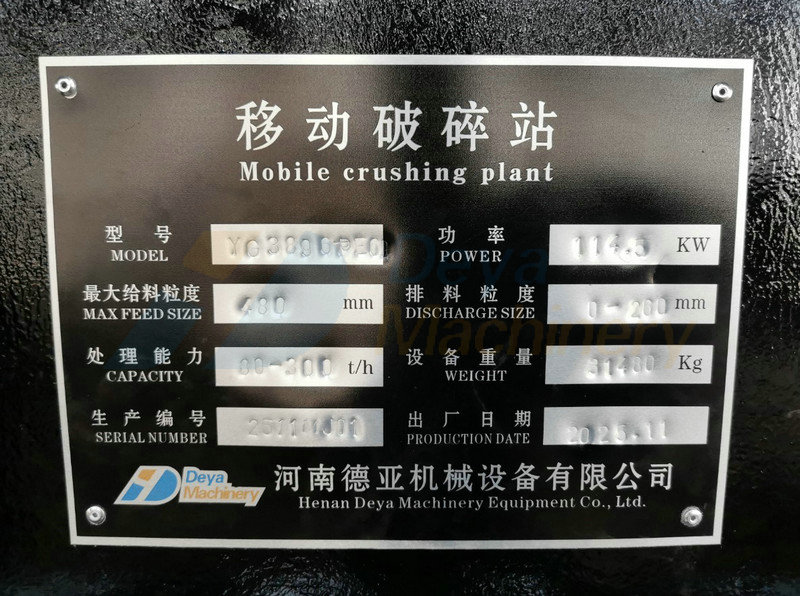 移动破碎站
Mobile crushing plant
型号
MODEL
功率 114.5 KW
POWER
最大给料粒度 480 mm
MAX FEED SIZE
排料粒度 0-200 mm
DISCHARGE SIZE
处理能力 80-200 t/h
CAPACITY
设备重量 31480 Kg
WEIGHT
生产编号
SERIAL NUMBER
出厂日期 2025.11
PRODUCTION DATE
Deya
Machinery
河南德亚机械设备有限公司
Henan Deya Machinery Equipment Co., Ltd.
Deya
Machinery